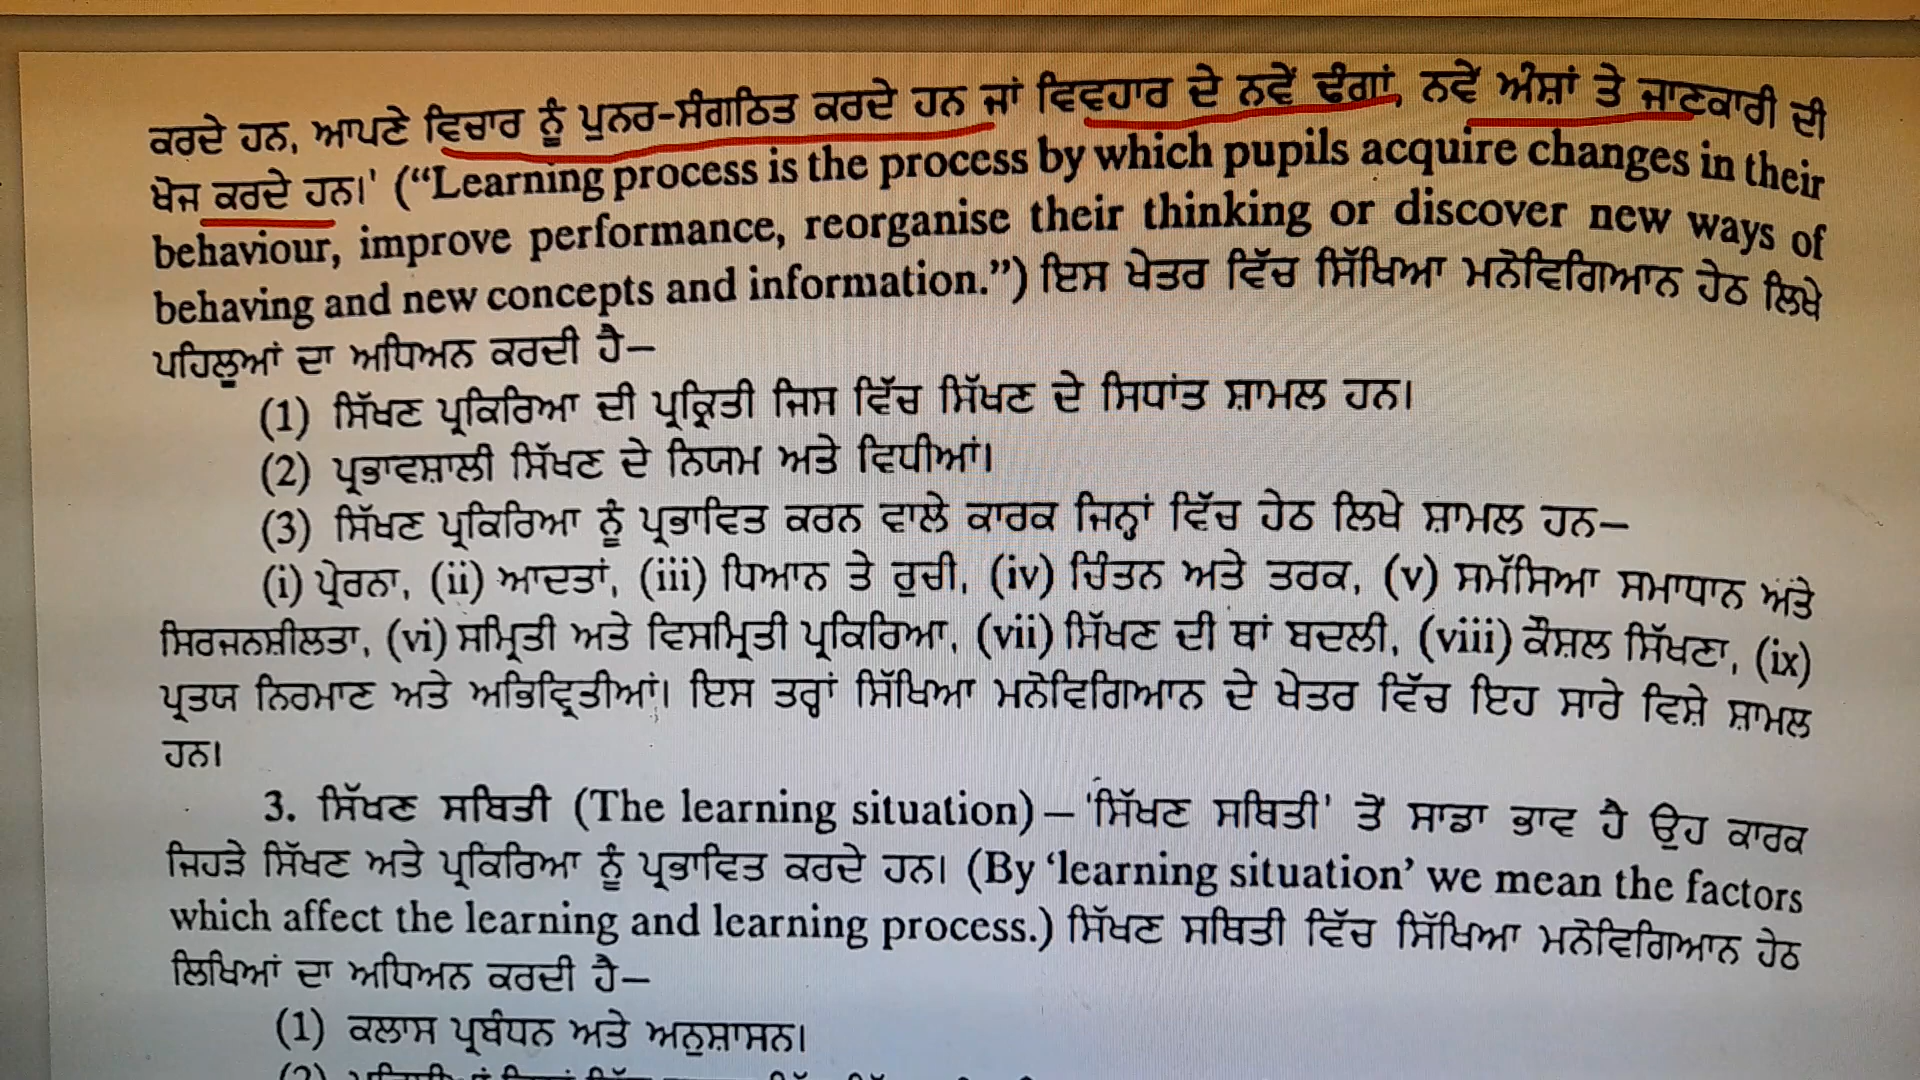 ਕਰਦੇ ਹਨ, ਆਪਣੇ ਵਿਚਾਰ ਨੂੰ ਪੁਨਰ-ਸੰਗਠਿਤ ਕਰਦੇ ਹਨ ਜਾਂ ਵਿਵਹਾਰ ਦੇ ਨਵੇਂ ਢੰਗਾਂ, ਨਵੇਂ ਅੰਸ਼ਾਂ ਤੇ ਜਾਣਕਾਰੀ ਦੀ
ਖੋਜ ਕਰਦੇ ਹਨ।' (“Learning process is the process by which pupils acquire changes in their
behaviour, improve performance, reorganise their thinking or discover new ways of
behaving and new concepts and information.”) ਇਸ ਖੇਤਰ ਵਿੱਚ ਸਿੱਖਿਆ ਮਨੋਵਿਗਿਆਨ ਹੇਠ ਲਿਖੇ
ਪਹਿਲੂਆਂ ਦਾ ਅਧਿਅਨ ਕਰਦੀ ਹੈ—
(1) ਸਿੱਖਣ ਪ੍ਰਕਿਰਿਆ ਦੀ ਪ੍ਰਕ੍ਰਿਤੀ ਜਿਸ ਵਿੱਚ ਸਿੱਖਣ ਦੇ ਸਿਧਾਂਤ ਸ਼ਾਮਲ ਹਨ।
(2) ਪ੍ਰਭਾਵਸ਼ਾਲੀ ਸਿੱਖਣ ਦੇ ਨਿਯਮ ਅਤੇ ਵਿਧੀਆਂ।
(3) ਸਿੱਖਣ ਪ੍ਰਕਿਰਿਆ ਨੂੰ ਪ੍ਰਭਾਵਿਤ ਕਰਨ ਵਾਲੇ ਕਾਰਕ ਜਿਨ੍ਹਾਂ ਵਿੱਚ ਹੇਠ ਲਿਖੇ ਸ਼ਾਮਲ ਹਨ—
(i) ਪ੍ਰੇਰਨਾ, (ii) ਆਦਤਾਂ, (iii) ਧਿਆਨ ਤੇ ਰੁਚੀ, (iv) ਚਿੰਤਨ ਅਤੇ ਤਰਕ, (v) ਸਮੱਸਿਆ ਸਮਾਧਾਨ ਅਤੇ
ਸਿਰਜਨਸ਼ੀਲਤਾ, (vi) ਸਮ੍ਰਿਤੀ ਅਤੇ ਵਿਸਮ੍ਰਿਤੀ ਪ੍ਰਕਿਰਿਆ, (vii) ਸਿੱਖਣ ਦੀ ਥਾਂ ਬਦਲੀ, (viii) ਕੌਸ਼ਲ ਸਿੱਖਣਾ, (ix)
ਪ੍ਰਤਯ ਨਿਰਮਾਣ ਅਤੇ ਅਭਿਵ੍ਰਿਤੀਆਂ। ਇਸ ਤਰ੍ਹਾਂ ਸਿੱਖਿਆ ਮਨੋਵਿਗਿਆਨ ਦੇ ਖੇਤਰ ਵਿੱਚ ਇਹ ਸਾਰੇ ਵਿਸ਼ੇ ਸ਼ਾਮਲ
ਹਨ।
3. ਸਿੱਖਣ ਸਥਿਤੀ (The learning situation) — 'ਸਿੱਖਣ ਸਥਿਤੀ' ਤੋਂ ਸਾਡਾ ਭਾਵ ਹੈ ਉਹ ਕਾਰਕ
ਜਿਹੜੇ ਸਿੱਖਣ ਅਤੇ ਪ੍ਰਕਿਰਿਆ ਨੂੰ ਪ੍ਰਭਾਵਿਤ ਕਰਦੇ ਹਨ। (By ‘learning situation’ we mean the factors
which affect the learning and learning process.) ਸਿੱਖਣ ਸਥਿਤੀ ਵਿੱਚ ਸਿੱਖਿਆ ਮਨੋਵਿਗਿਆਨ ਹੇਠ
ਲਿਖਿਆਂ ਦਾ ਅਧਿਅਨ ਕਰਦੀ ਹੈ—
(1) ਕਲਾਸ ਪ੍ਰਬੰਧਨ ਅਤੇ ਅਨੁਸ਼ਾਸਨ।
(2)